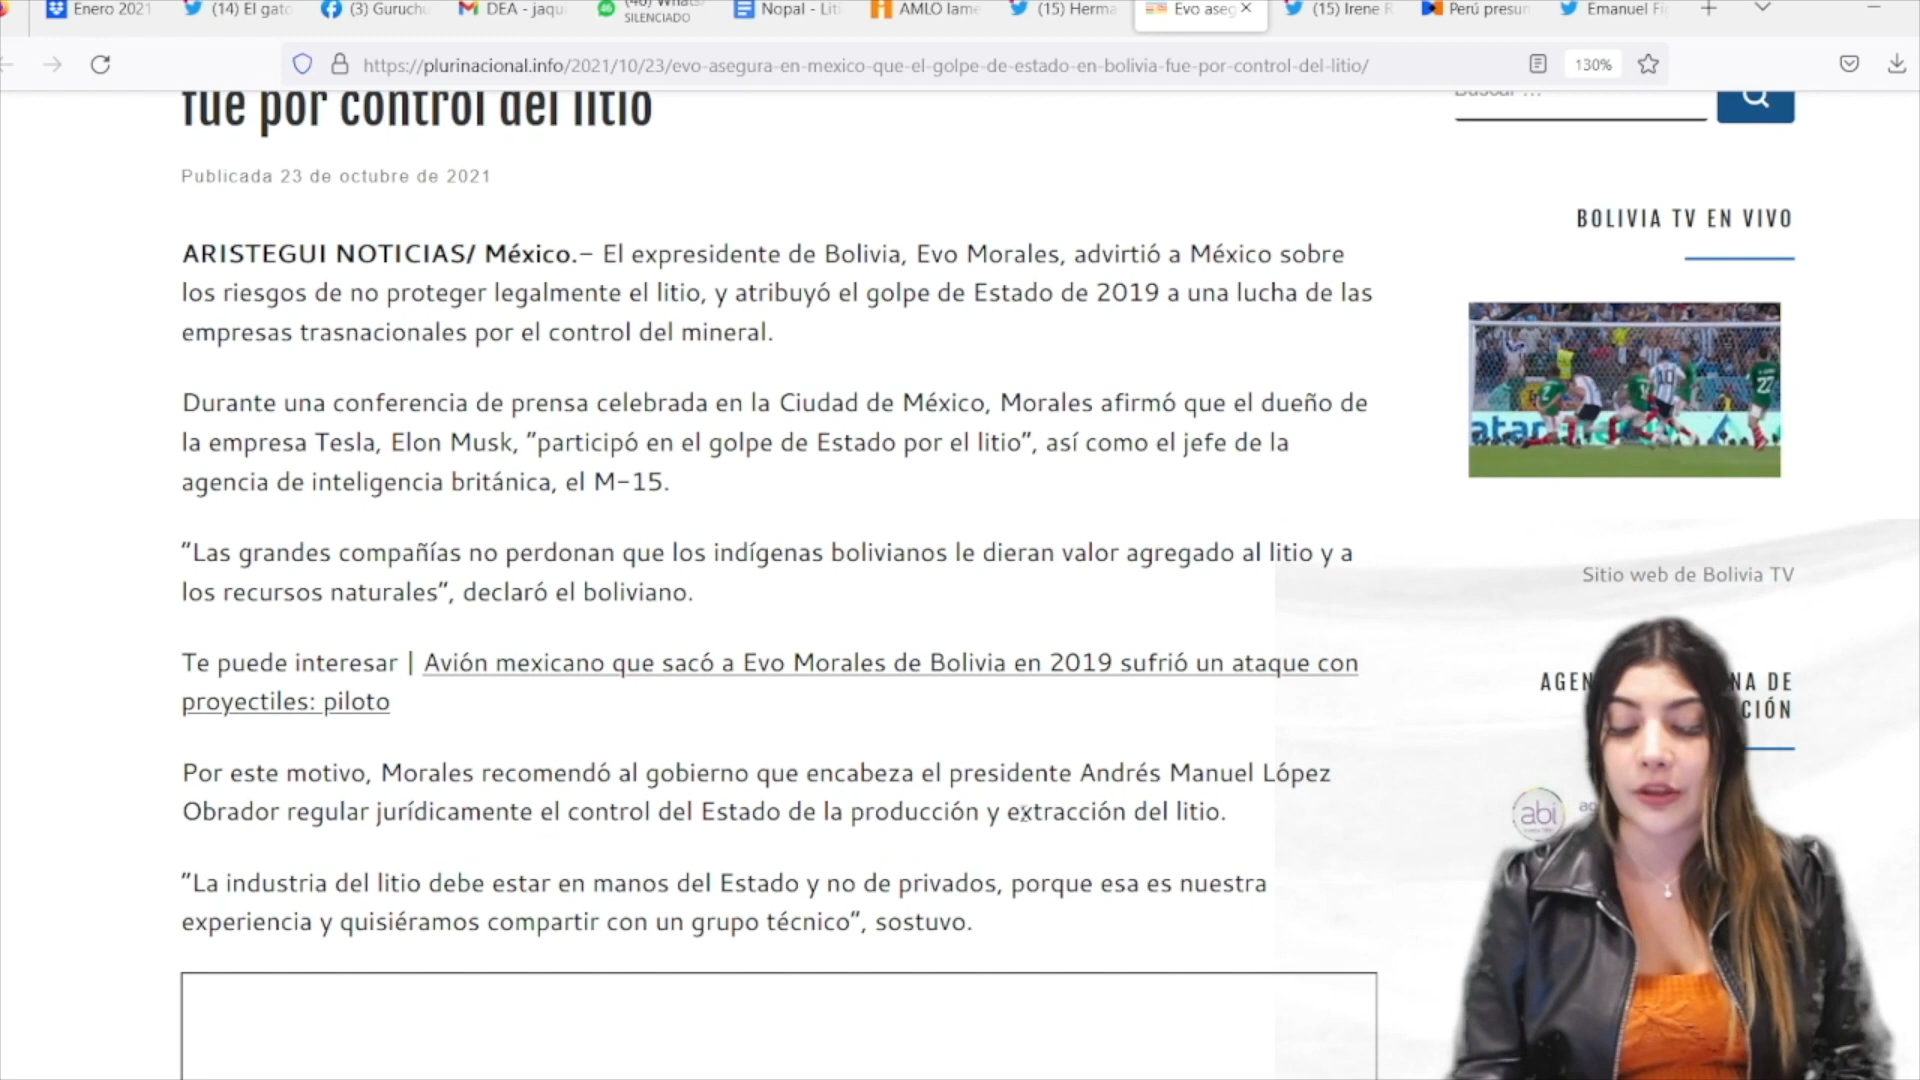 Enero 2021
(14) El gato
(3) Guruch
DEA - jaqui
SILENCIADO
Nopal - Liti
AMLO lame
(15) Herma
Evo aseg
(15) Irene R
Perú presun
Emanuel Fi
https://plurinacional.info/2021/10/23/evo-asegura-en-mexico-que-el-golpe-de-estado-en-bolivia-fue-por-control-del-litio/
130%
fue por control del litio
Publicada 23 de octubre de 2021
ARISTEGUI NOTICIAS/ México.– El expresidente de Bolivia, Evo Morales, advirtió a México sobre
los riesgos de no proteger legalmente el litio, y atribuyó el golpe de Estado de 2019 a una lucha de las
empresas trasnacionales por el control del mineral.
Durante una conferencia de prensa celebrada en la Ciudad de México, Morales afirmó que el dueño de
la empresa Tesla, Elon Musk, ”participó en el golpe de Estado por el litio”, así como el jefe de la
agencia de inteligencia británica, el M-15.
”Las grandes compañías no perdonan que los indígenas bolivianos le dieran valor agregado al litio y a
los recursos naturales”, declaró el boliviano.
Te puede interesar | Avión mexicano que sacó a Evo Morales de Bolivia en 2019 sufrió un ataque con
proyectiles: piloto
Por este motivo, Morales recomendó al gobierno que encabeza el presidente Andrés Manuel López
Obrador regular jurídicamente el control del Estado de la producción y extracción del litio.
”La industria del litio debe estar en manos del Estado y no de privados, porque esa es nuestra
experiencia y quisiéramos compartir con un grupo técnico”, sostuvo.
BOLIVIA TV EN VIVO
atar
22
Sitio web de Bolivia TV
AGEN NA DE
CIÓN
abi